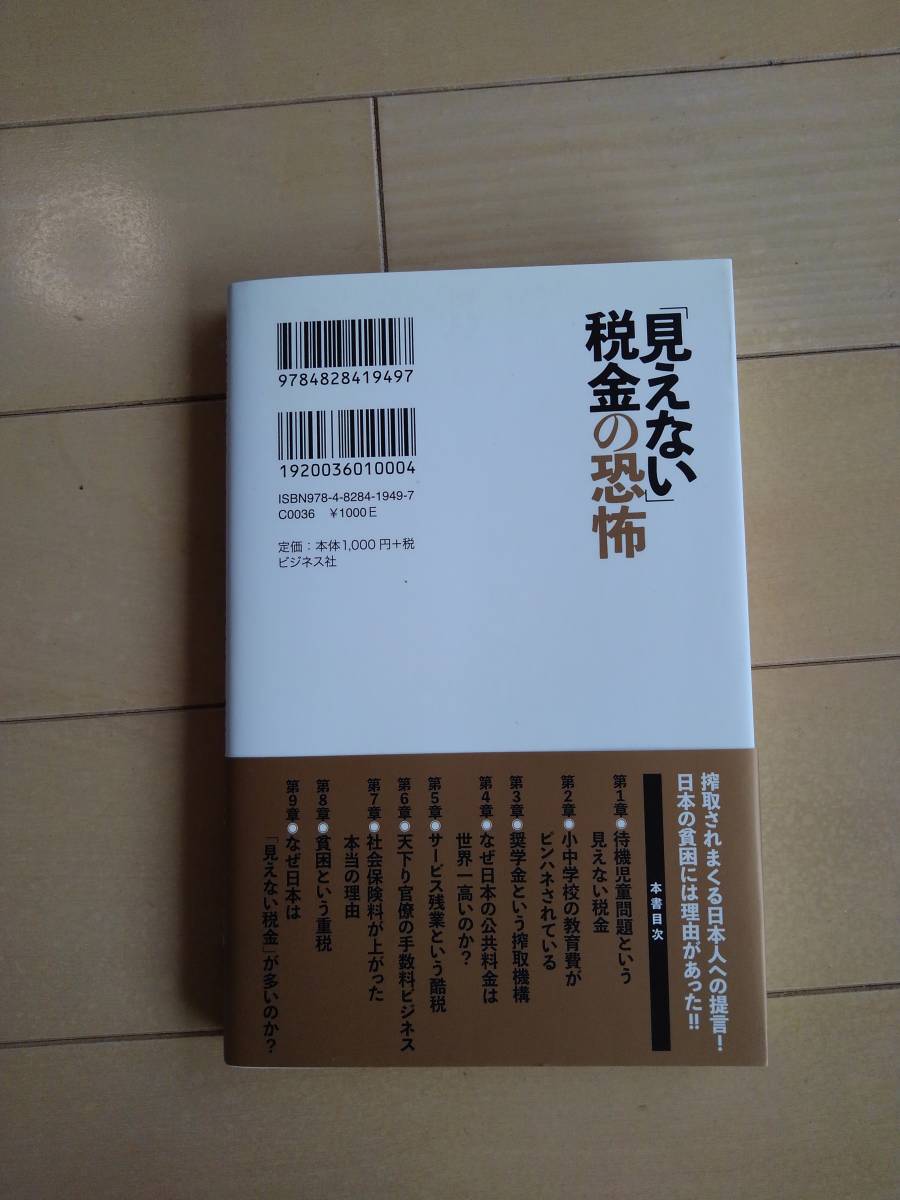 「見えない」
税金の恐怖
9784828419497
1920036010004
ISBN978-4-8284-1949-7
C0036 ¥1000E
定価：本体1,000円+税
ビジネス社
搾取されまくる日本人への提言！
日本の貧困には理由があった!!
本書目次
第1章●待機児童問題という
見えない税金
第2章●小中学校の教育費が
ピンハネされている
第3章●奨学金という搾取機構
第4章●なぜ日本の公共料金は
世界一高いのか？
第5章●サービス残業という酷税
第6章●天下り官僚の手数料ビジネス
第7章●社会保険料が上がった
本当の理由
第8章●貧困という重税
第9章●なぜ日本は
「見えない税金」が多いのか？